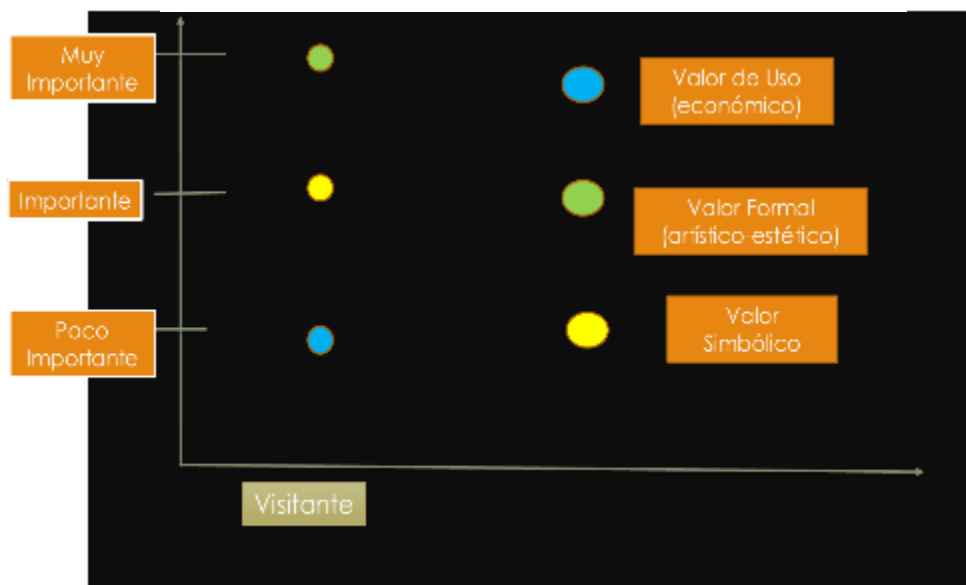 Muy
Importante
Valor de Uso
(económico)
Importante
Valor Formal
(artístico-estético)
Poco
Importante
Valor
Simbólico
Visitante